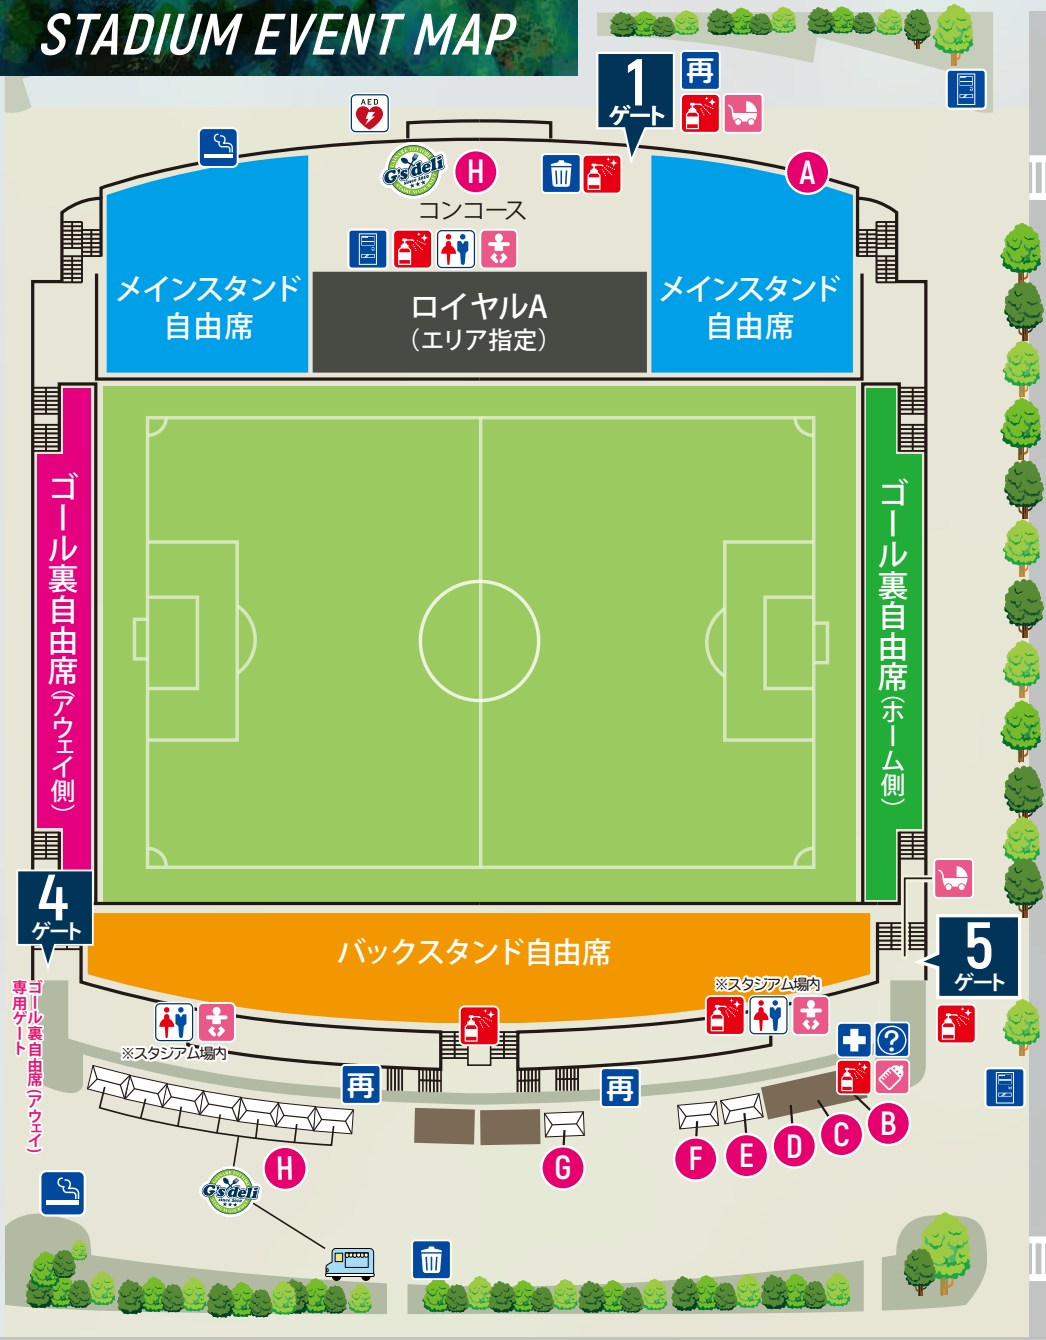 STADIUM EVENT MAP
1
ゲート
再
AED
G'sdeli
since 2010
H
A
コンコース
メインスタンド
自由席
ロイヤルA
（エリア指定）
メインスタンド
自由席
ゴール裏自由席（アウェイ側）
ゴール裏自由席（ホーム側）
4
ゲート
バックスタンド自由席
5
ゲート
ゴール裏自由席（アウェイ）
専用ゲート
※スタジアム場内
※スタジアム場内
?
再
再
B
C
D
E
F
G
H
G'sdeli
since 2010